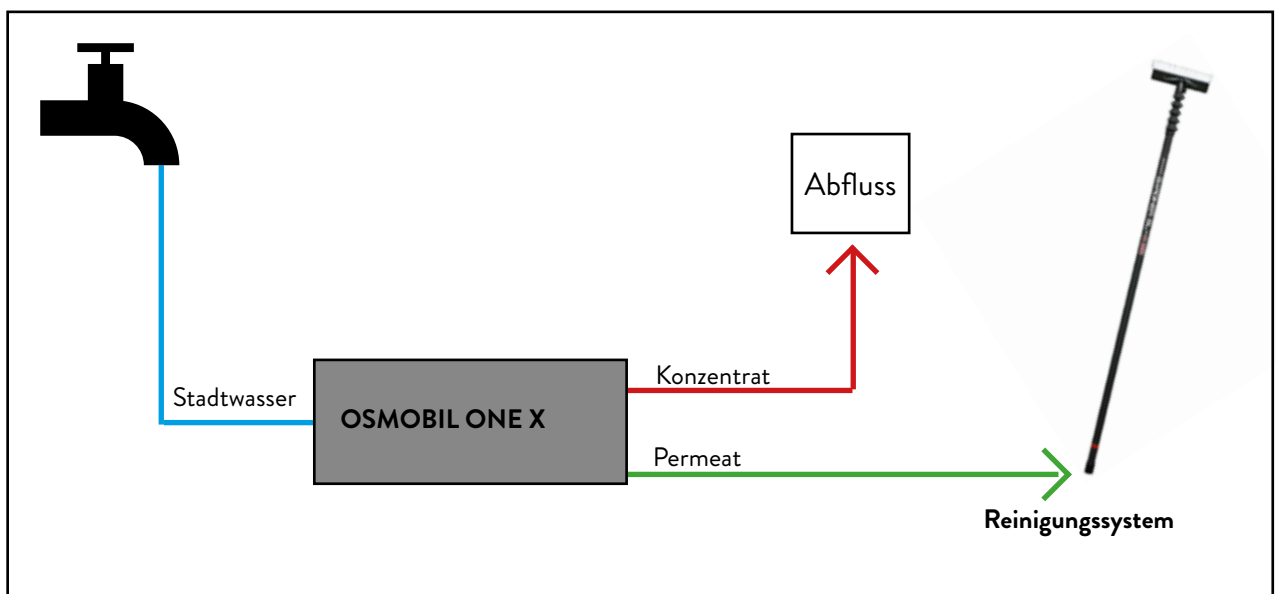 Abfluss
Konzentrat
Stadtwasser
OSMOBIL ONE X
Permeat
Reinigungssystem